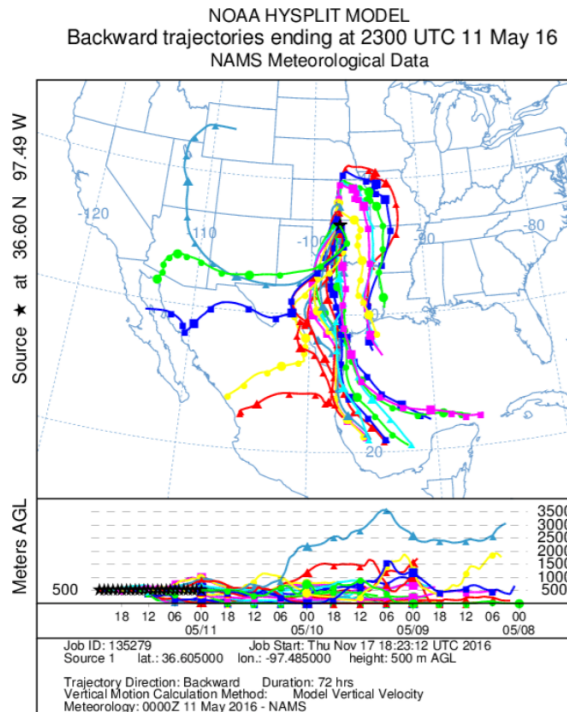 NOAA HYSPLIT MODEL
Backward trajectories ending at 2300 UTC 11 May 16
NAMS Meteorological Data
Source ★ at 36.60 N 97.49 W
-120
-110
-100
-90
-80
20
Meters AGL
500
3500
3000
2500
2000
1500
1000
500
18 12 06 00 18 12 06 00 18 12 06 00 18 12 06 00
05/11 05/10 05/09 05/08
Job ID: 135279 Job Start: Thu Nov 17 18:23:12 UTC 2016
Source 1 lat.: 36.605000 lon.: -97.485000 height: 500 m AGL
Trajectory Direction: Backward Duration: 72 hrs
Vertical Motion Calculation Method: Model Vertical Velocity
Meteorology: 0000Z 11 May 2016 - NAMS